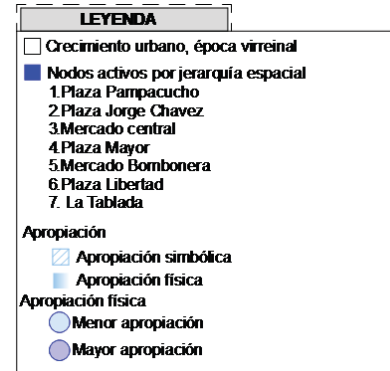 LEYENDA
Crecimiento urbano, época virreinal
Nodos activos por jerarquía espacial
1.Plaza Pampacucho
2.Plaza Jorge Chavez
3.Mercado central
4.Plaza Mayor
5.Mercado Bombonera
6.Plaza Libertad
7. La Tablada
Apropiación
Apropiación simbólica
Apropiación física
Apropiación física
Menor apropiación
Mayor apropiación